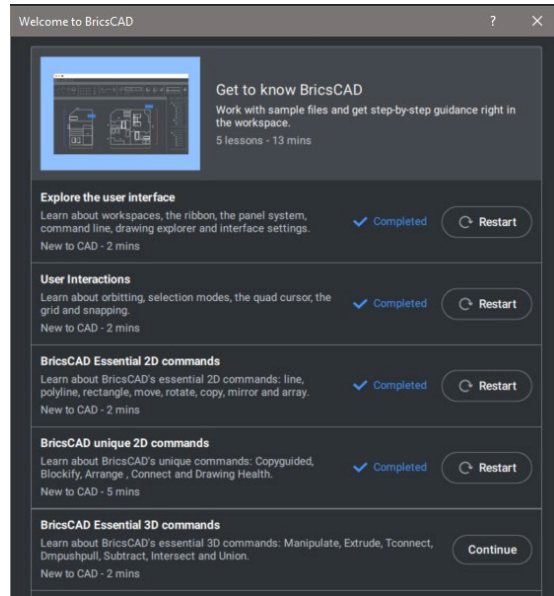 Welcome to BricsCAD
Get to know BricsCAD
Work with sample files and get step-by-step guidance right in
the workspace.
5 lessons - 13 mins
Explore the user interface
Learn about workspaces, the ribbon, the panel system,
command line, drawing explorer and interface settings.
New to CAD - 2 mins
Completed
Restart
User Interactions
Learn about orbitting, selection modes, the quad cursor, the
grid and snapping.
New to CAD - 2 mins
Completed
Restart
BricsCAD Essential 2D commands
Learn about BricsCAD's essential 2D commands: line,
polyline, rectangle, move, rotate, copy, mirror and array.
New to CAD - 2 mins
Completed
Restart
BricsCAD unique 2D commands
Learn about BricsCAD's unique commands: Copyguided,
Blockify, Arrange , Connect and Drawing Health.
New to CAD - 5 mins
Completed
Restart
BricsCAD Essential 3D commands
Learn about BricsCAD's essential 3D commands: Manipulate, Extrude, Tconnect,
Dmpushpull, Subtract, Intersect and Union.
New to CAD - 2 mins
Continue